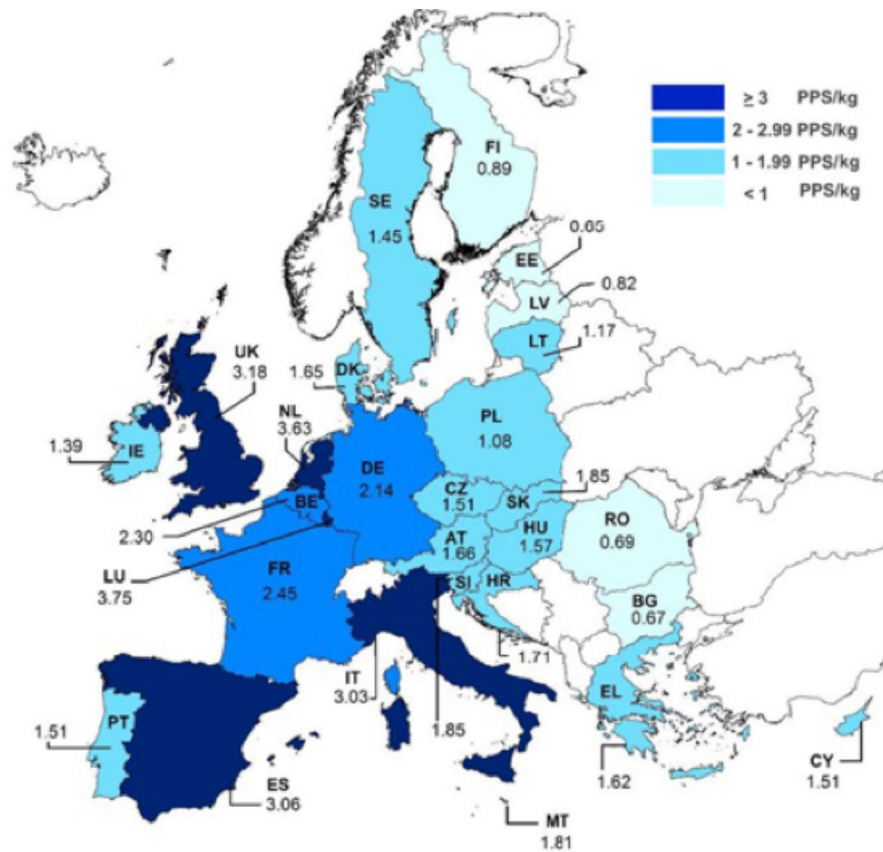 ≥ 3 PPS/kg
2 - 2.99 PPS/kg
1 - 1.99 PPS/kg
< 1 PPS/kg
FI
0.89
SE
1.45
EE
0.65
LV
0.82
LT
1.17
UK
3.18
1.65
DK
NL
3.63
IE
1.39
PL
1.08
DE
2.14
BE
2.30
CZ
1.51
SK
1.85
LU
3.75
AT
1.66
HU
1.57
RO
0.69
FR
2.45
SI
1.85
HR
1.71
BG
0.67
IT
3.03
EL
1.62
PT
1.51
ES
3.06
CY
1.51
MT
1.81